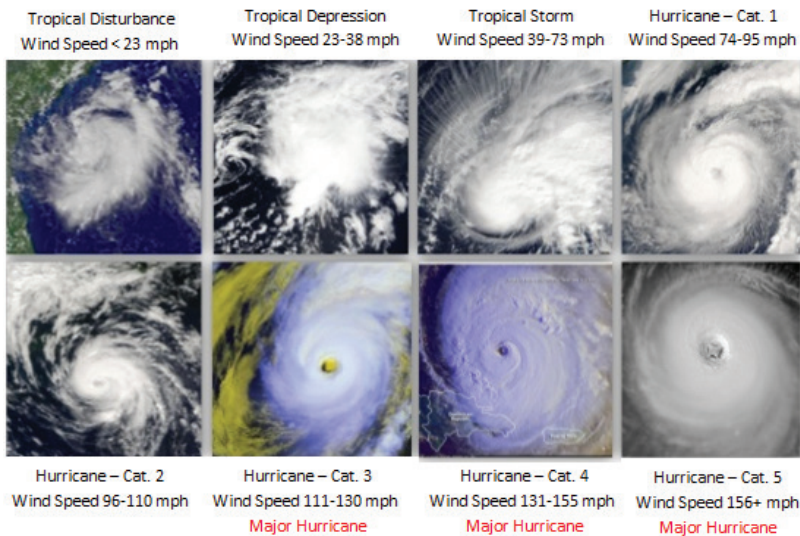 Tropical Disturbance
Wind Speed < 23 mph
Tropical Depression
Wind Speed 23-38 mph
Tropical Storm
Wind Speed 39-73 mph
Hurricane – Cat. 1
Wind Speed 74-95 mph
Hurricane – Cat. 2
Wind Speed 96-110 mph
Hurricane – Cat. 3
Wind Speed 111-130 mph
Major Hurricane
Hurricane – Cat. 4
Wind Speed 131-155 mph
Major Hurricane
Hurricane – Cat. 5
Wind Speed 156+ mph
Major Hurricane